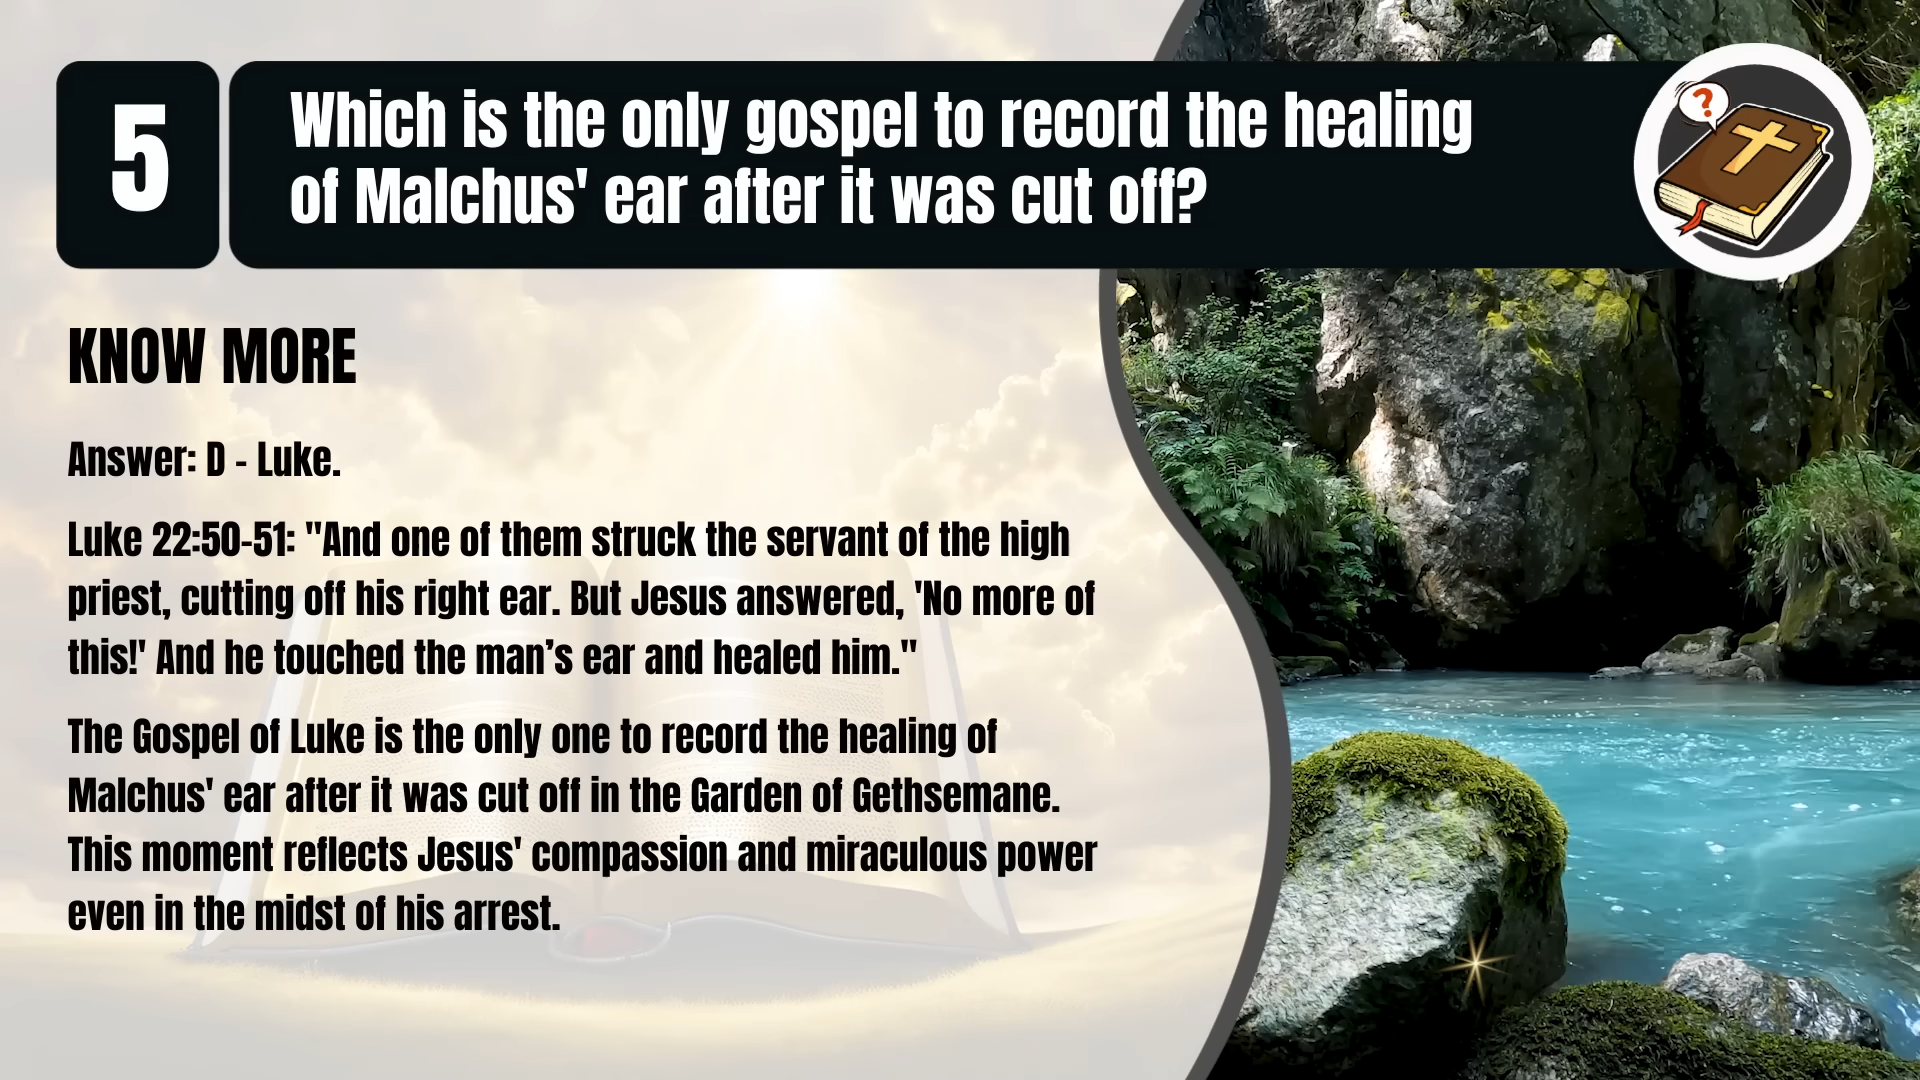 5
Which is the only gospel to record the healing
of Malchus' ear after it was cut off?
?
KNOW MORE
Answer: D - Luke.
Luke 22:50-51: "And one of them struck the servant of the high
priest, cutting off his right ear. But Jesus answered, 'No more of
this!' And he touched the man’s ear and healed him."
The Gospel of Luke is the only one to record the healing of
Malchus' ear after it was cut off in the Garden of Gethsemane.
This moment reflects Jesus' compassion and miraculous power
even in the midst of his arrest.